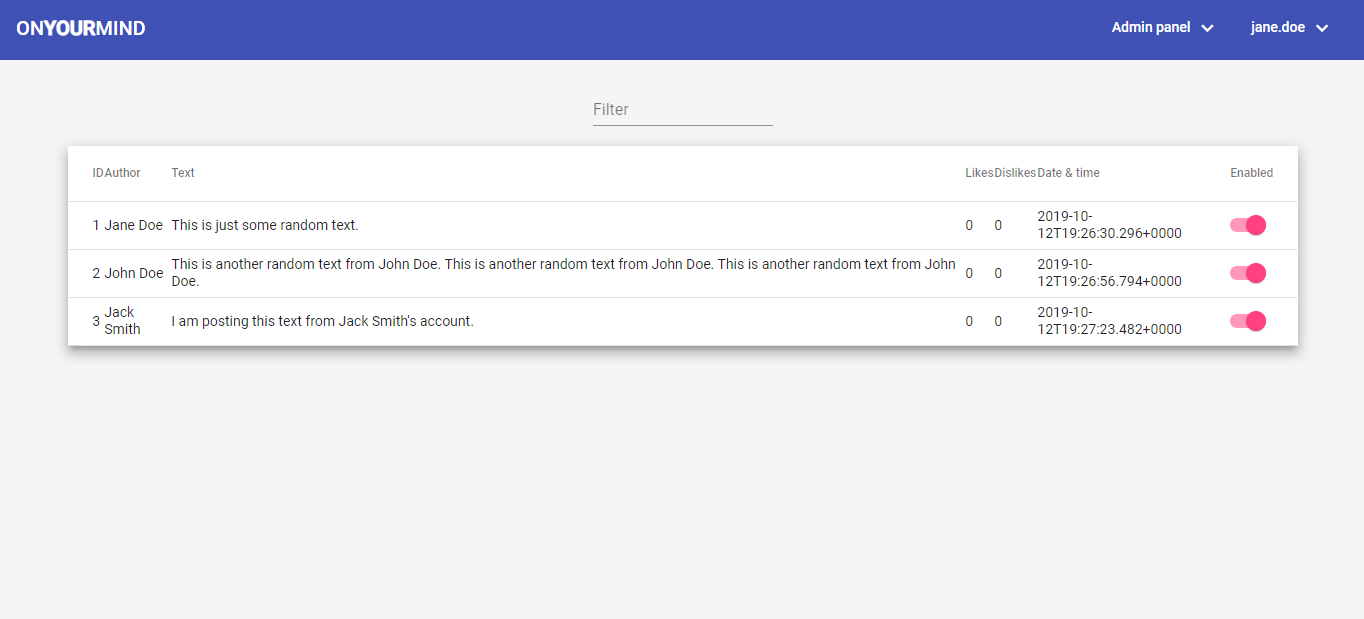 ONYOURMIND Admin panel jane.doe
Filter
ID Author Text Likes Dislikes Date & time Enabled
1 Jane Doe This is just some random text. 0 0 2019-10-
12T19:26:30.296+0000
2 John Doe This is another random text from John Doe. This is another random text from John Doe. This is another random text from John
Doe. 0 0 2019-10-
12T19:26:56.794+0000
3 Jack
Smith I am posting this text from Jack Smith's account. 0 0 2019-10-
12T19:27:23.482+0000